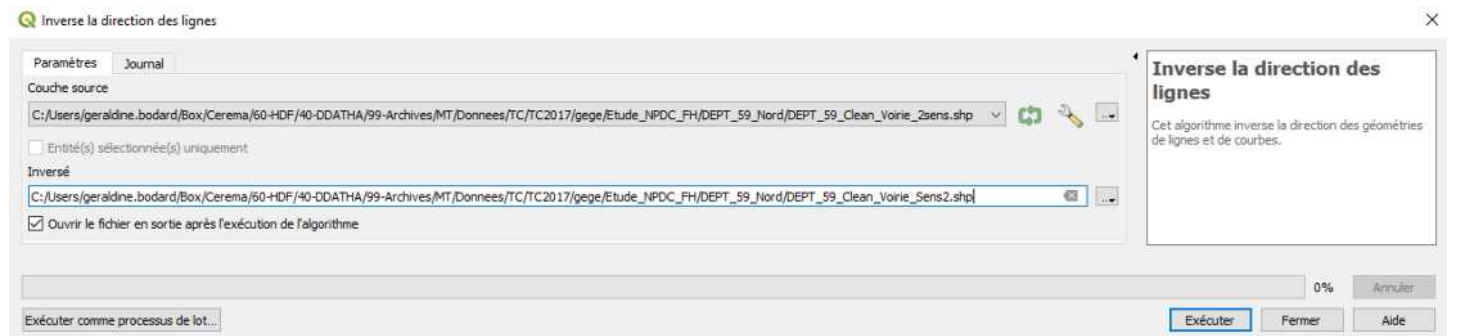 Inverse la direction des lignes
Paramètres Journal
Couche source
C:/Users/geraldine.bodard/Box/Cerema/60-HDF/40-DDATHA/99-Archives/MT/Donnees/TC/TC2017/gege/Etude_NPDC_FH/DEPT_59_Nord/DEPT_59_Clean_Voirie_2sens.shp
Entité(s) sélectionnée(s) uniquement
Inversé
C:/Users/geraldine.bodard/Box/Cerema/60-HDF/40-DDATHA/99-Archives/MT/Donnees/TC/TC2017/gege/Etude_NPDC_FH/DEPT_59_Nord/DEPT_59_Clean_Voirie_Sens2.shp
Ouvrir le fichier en sortie après l'exécution de l'algorithme
Inverse la direction des
lignes
Cet algorithme inverse la direction des géométries
de lignes et de courbes.
0% Annuler
Exécuter comme processus de lot... Exécuter Fermer Aide